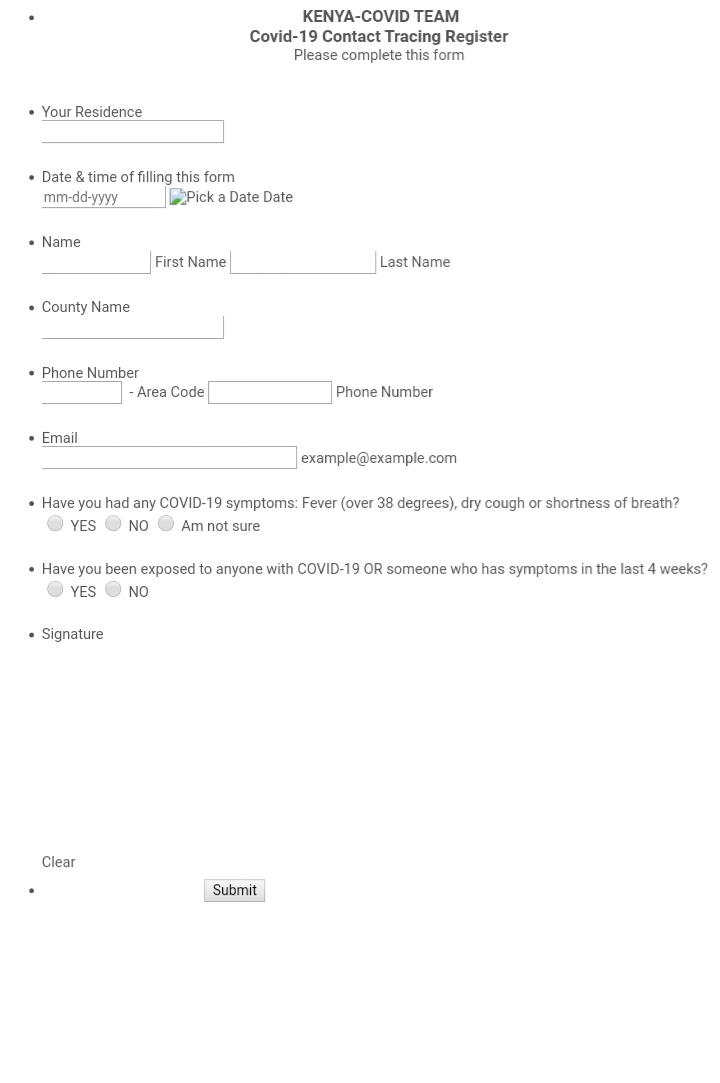 KENYA-COVID TEAM
Covid-19 Contact Tracing Register
Please complete this form
• Your Residence
• Date & time of filling this form
mm-dd-yyyy Pick a Date Date
• Name
First Name Last Name
• County Name
• Phone Number
- Area Code Phone Number
• Email
example@example.com
• Have you had any COVID-19 symptoms: Fever (over 38 degrees), dry cough or shortness of breath?
YES NO Am not sure
• Have you been exposed to anyone with COVID-19 OR someone who has symptoms in the last 4 weeks?
YES NO
• Signature
Clear
Submit